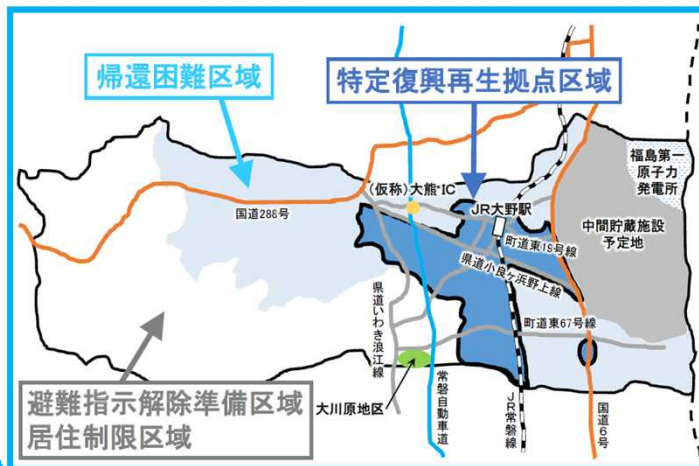 帰還困難区域
特定復興再生拠点区域
福島第一
原子力
発電所
(仮称)大熊IC
JR大野駅
国道288号
中間貯蔵施設
予定地
町道東19号線
県道小良ヶ浜野上線
県道いわき浪江線
町道東67号線
避難指示解除準備区域
居住制限区域
大川原地区
常磐自動車道
JR常磐線
国道6号